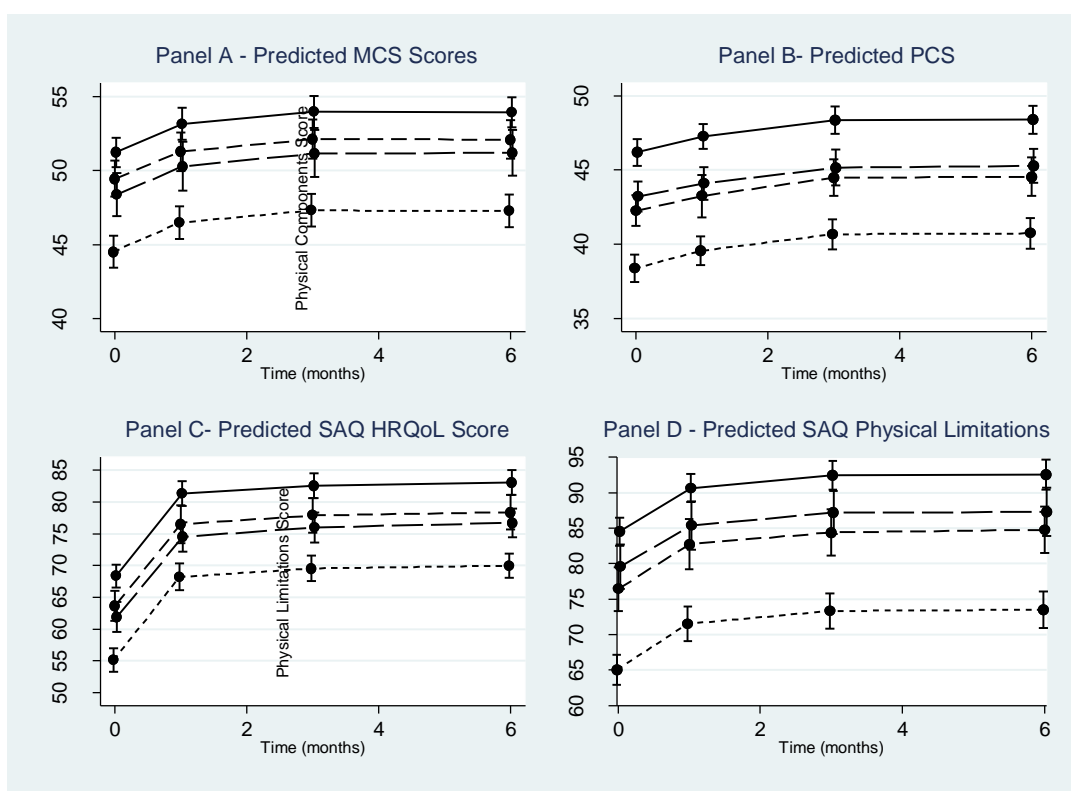 Panel A - Predicted MCS Scores
55
50
45
40
Physical Components Score
0 2 4 6
Time (months)
Panel B- Predicted PCS
50
45
40
35
0 2 4 6
Time (months)
Panel C- Predicted SAQ HRQoL Score
85
80
75
70
65
60
55
50
Physical Limitations Score
0 2 4 6
Time (months)
Panel D - Predicted SAQ Physical Limitations
95
90
85
80
75
70
65
60
0 2 4 6
Time (months)